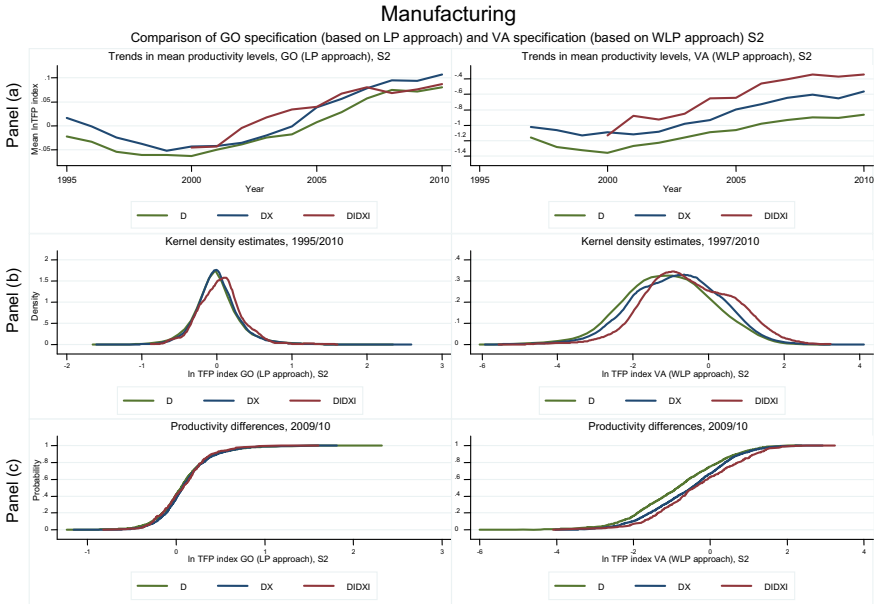 Manufacturing
Comparison of GO specification (based on LP approach) and VA specification (based on WLP approach) S2
Panel (a)
Trends in mean productivity levels, GO (LP approach), S2
Mean lnTFP index
.1
.05
0
-.05
1995
2000
2005
2010
Year
D DX DIDXI
Trends in mean productivity levels, VA (WLP approach), S2
-.4
-.6
-.8
-1
-1.2
-1.4
1995
2000
2005
2010
Year
D DX DIDXI
Panel (b)
Kernel density estimates, 1995/2010
Density
2
1.5
1
.5
0
-2
-1
0
1
2
3
ln TFP index GO (LP approach), S2
D DX DIDXI
Kernel density estimates, 1997/2010
.4
.3
.2
.1
0
-6
-4
-2
0
2
4
ln TFP index VA (WLP approach), S2
D DX DIDXI
Panel (c)
Productivity differences, 2009/10
Probability
1
.8
.6
.4
.2
0
-1
0
1
2
3
ln TFP index GO (LP approach), S2
D DX DIDXI
Productivity differences, 2009/10
1
.8
.6
.4
.2
0
-6
-4
-2
0
2
4
ln TFP index VA (WLP approach), S2
D DX DIDXI